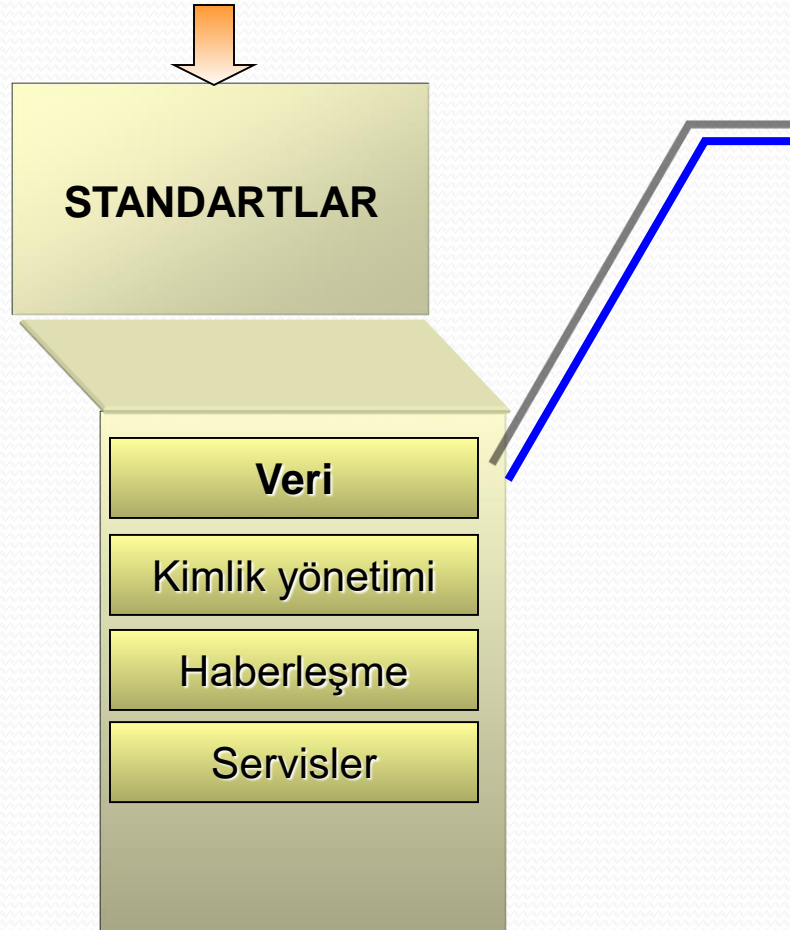 STANDARTLAR
Veri
Kimlik yönetimi
Haberleşme
Servisler